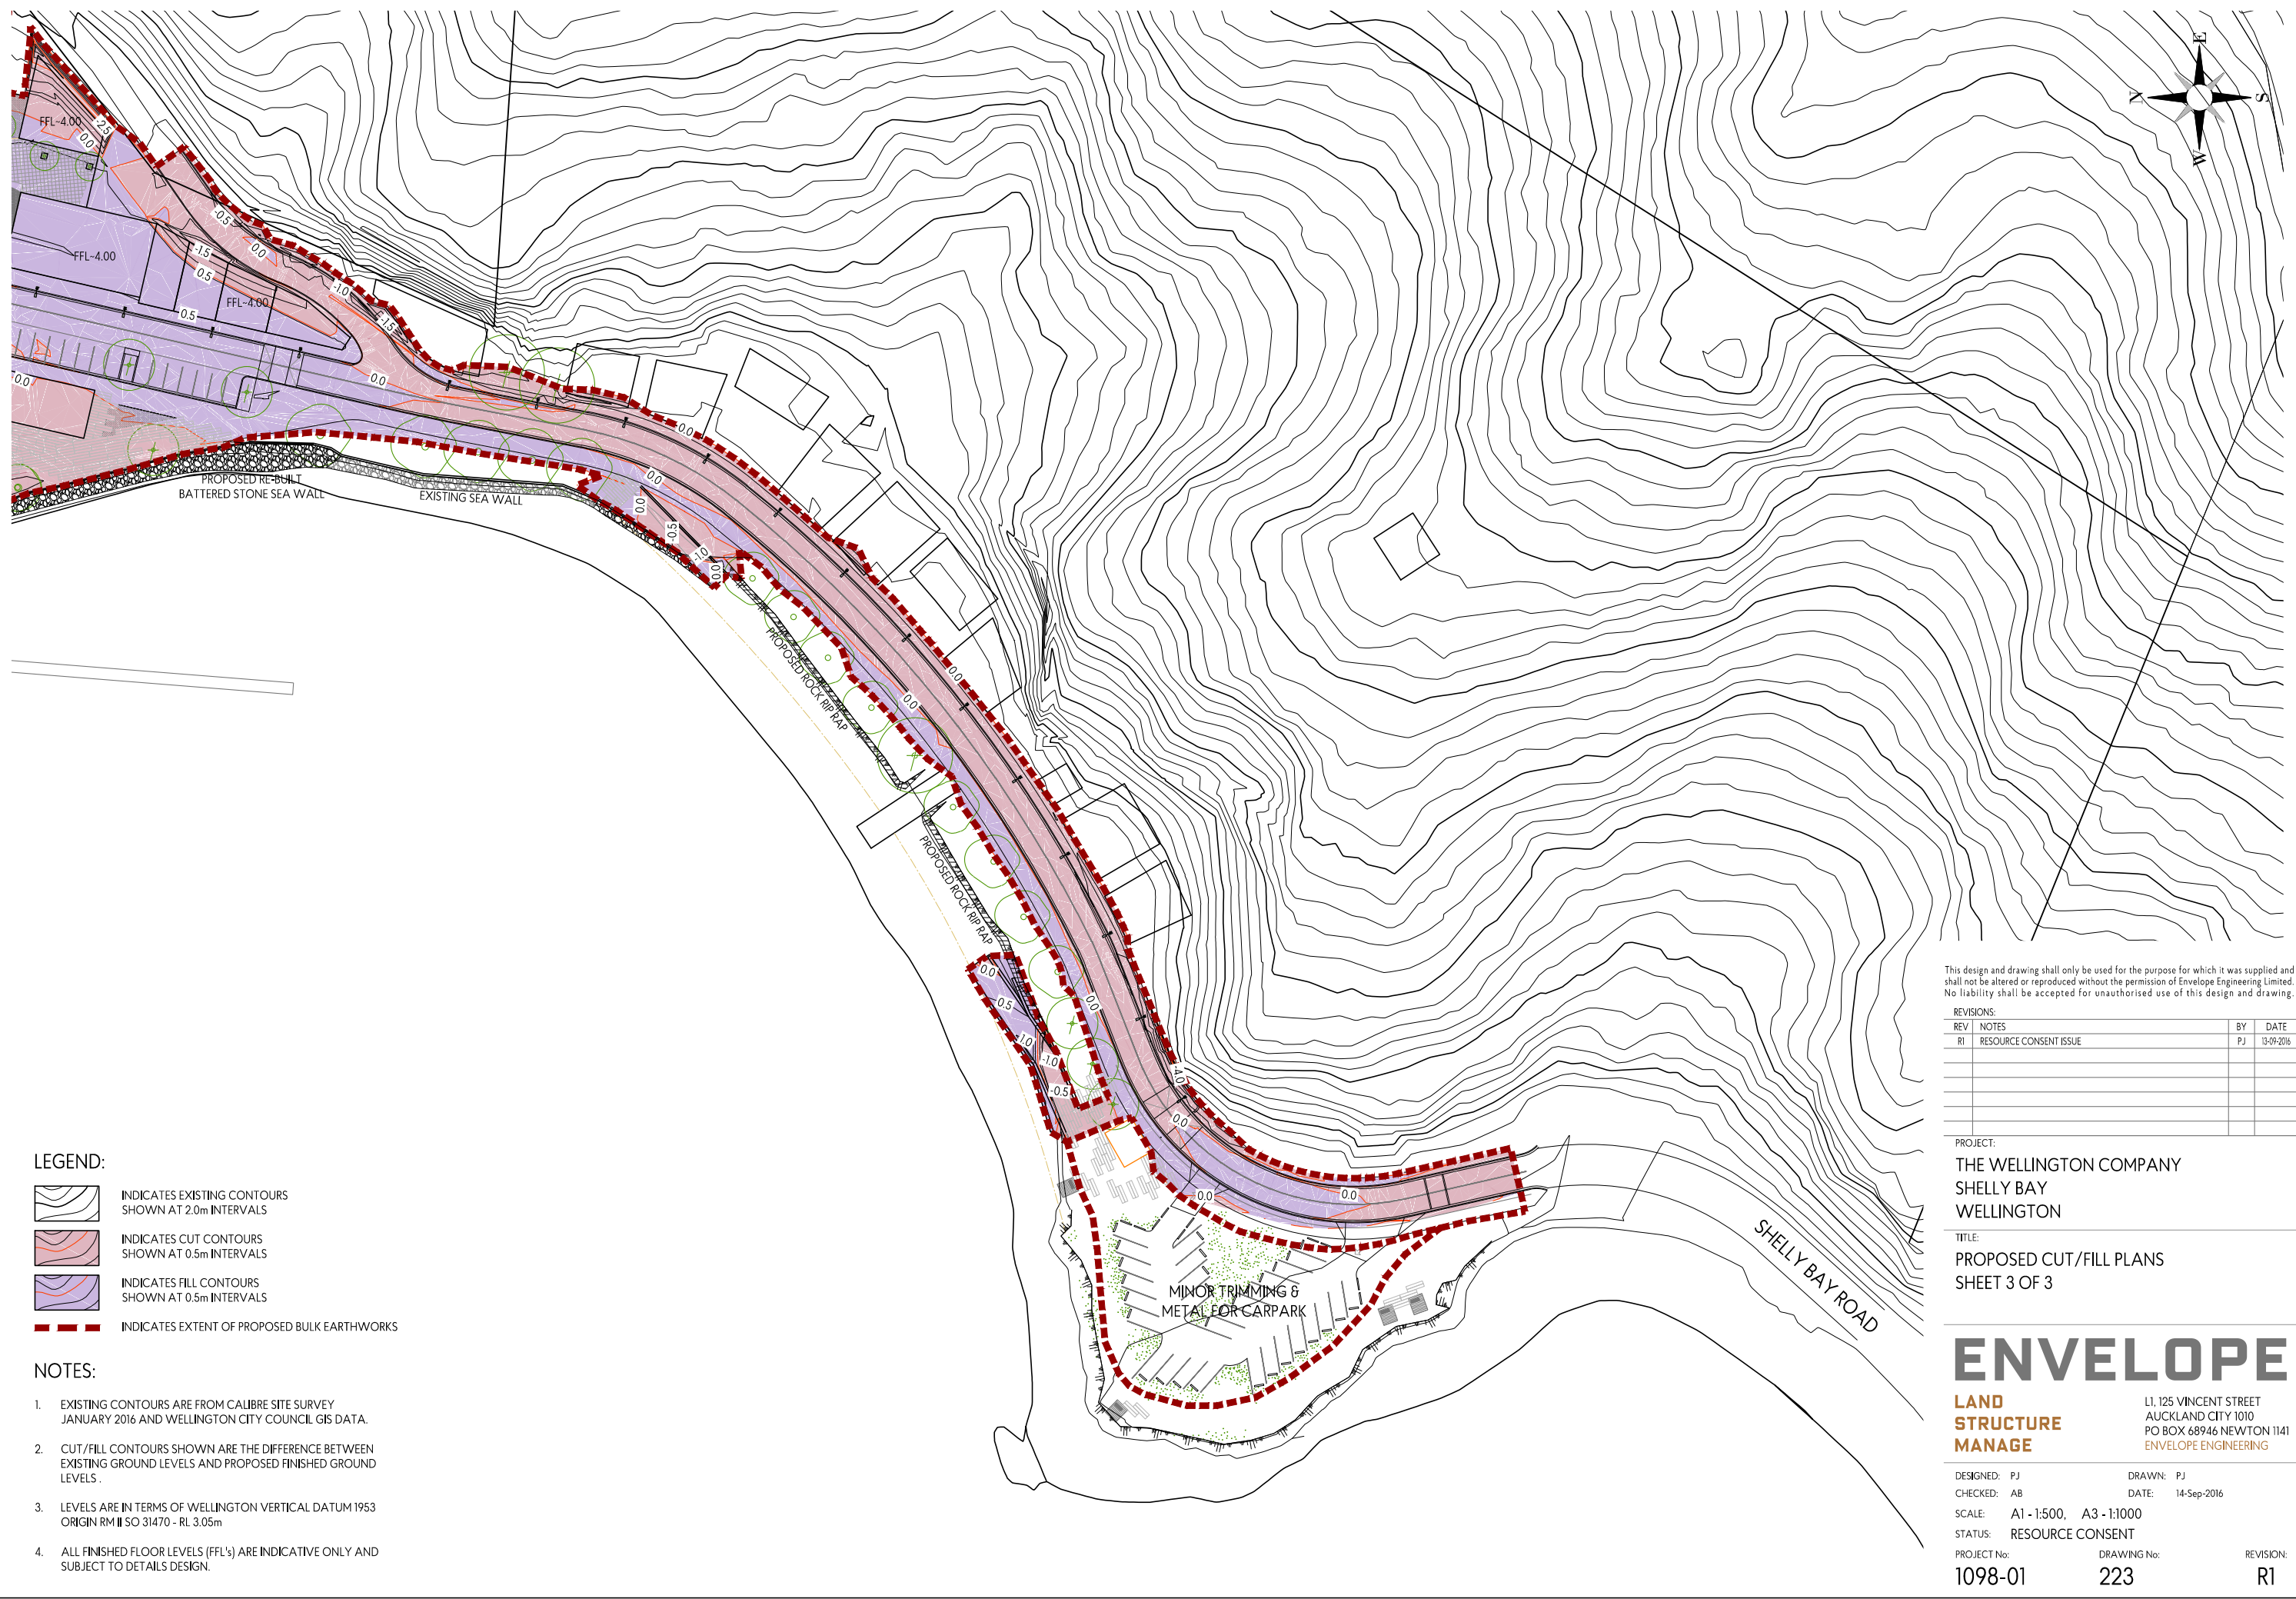 E
N
S
W
FFL~4.00
-2.5
0.0
-0.5
0.0
-1.5
0.5
FFL~4.00
FFL~4.00
-1.0
-1.5
0.5
0.0
0.0
0.0
0.0
0.0
-0.5
-1.0
0.0
PROPOSED RE-BUILT
BATTERED STONE SEA WALL
EXISTING SEA WALL
PROPOSED ROCK RIP RAP
0.0
0.0
PROPOSED ROCK RIP RAP
0.0
0.5
1.0
-1.0
-0.5
0.0
-4.0
0.0
0.0
0.0
MINOR TRIMMING &
METAL FOR CARPARK
SHELLY BAY ROAD
LEGEND:
INDICATES EXISTING CONTOURS
SHOWN AT 2.0m INTERVALS
INDICATES CUT CONTOURS
SHOWN AT 0.5m INTERVALS
INDICATES FILL CONTOURS
SHOWN AT 0.5m INTERVALS
INDICATES EXTENT OF PROPOSED BULK EARTHWORKS
NOTES:
1. EXISTING CONTOURS ARE FROM CALIBRE SITE SURVEY
JANUARY 2016 AND WELLINGTON CITY COUNCIL GIS DATA.
2. CUT/FILL CONTOURS SHOWN ARE THE DIFFERENCE BETWEEN
EXISTING GROUND LEVELS AND PROPOSED FINISHED GROUND
LEVELS .
3. LEVELS ARE IN TERMS OF WELLINGTON VERTICAL DATUM 1953
ORIGIN RM II SO 31470 - RL 3.05m
4. ALL FINISHED FLOOR LEVELS (FFL's) ARE INDICATIVE ONLY AND
SUBJECT TO DETAILS DESIGN.
This design and drawing shall only be used for the purpose for which it was supplied and
shall not be altered or reproduced without the permission of Envelope Engineering Limited.
No liability shall be accepted for unauthorised use of this design and drawing.
REVISIONS:
REV NOTES BY DATE
R1 RESOURCE CONSENT ISSUE PJ 13-09-2016
PROJECT:
THE WELLINGTON COMPANY
SHELLY BAY
WELLINGTON
TITLE:
PROPOSED CUT/FILL PLANS
SHEET 3 OF 3
ENVELOPE
LAND
STRUCTURE
MANAGE
L1, 125 VINCENT STREET
AUCKLAND CITY 1010
PO BOX 68946 NEWTON 1141
ENVELOPE ENGINEERING
DESIGNED: PJ DRAWN: PJ
CHECKED: AB DATE: 14-Sep-2016
SCALE: A1 - 1:500, A3 - 1:1000
STATUS: RESOURCE CONSENT
PROJECT No: DRAWING No: REVISION:
1098-01 223 R1